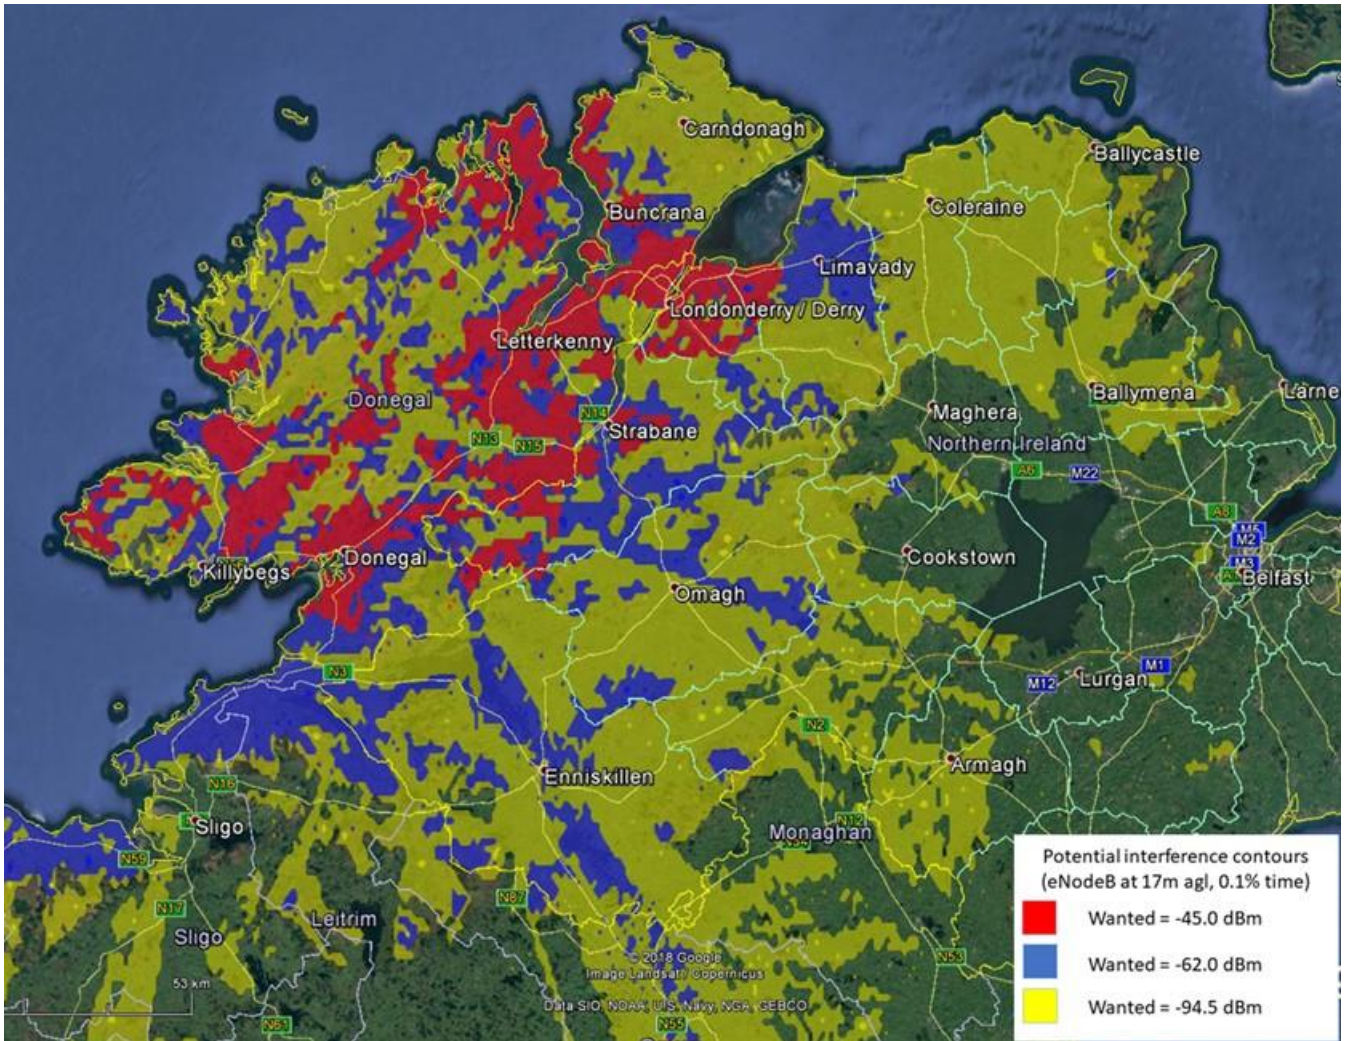 Carndonagh
Ballycastle
Buncrana
Coleraine
Limavady
Londonderry / Derry
Letterkenny
Donegal
Ballymena
Larne
Maghera
N14
Strabane
N13
N15
Northern Ireland
A6
M22
A8
M5
M2
M3
Belfast
Killybegs
Donegal
Cookstown
Omagh
N3
M1
M12
Lurgan
N2
Enniskillen
Armagh
N16
Sligo
N12
Monaghan
N59
N87
N17
Leitrim
Sligo
N53
© 2018 Google
Image Landsat / Copernicus
53 km
Data SIO, NOAA, U.S. Navy, NGA, GEBCO
N61
N55
Potential interference contours
(eNodeB at 17m agl, 0.1% time)
Wanted = -45.0 dBm
Wanted = -62.0 dBm
Wanted = -94.5 dBm